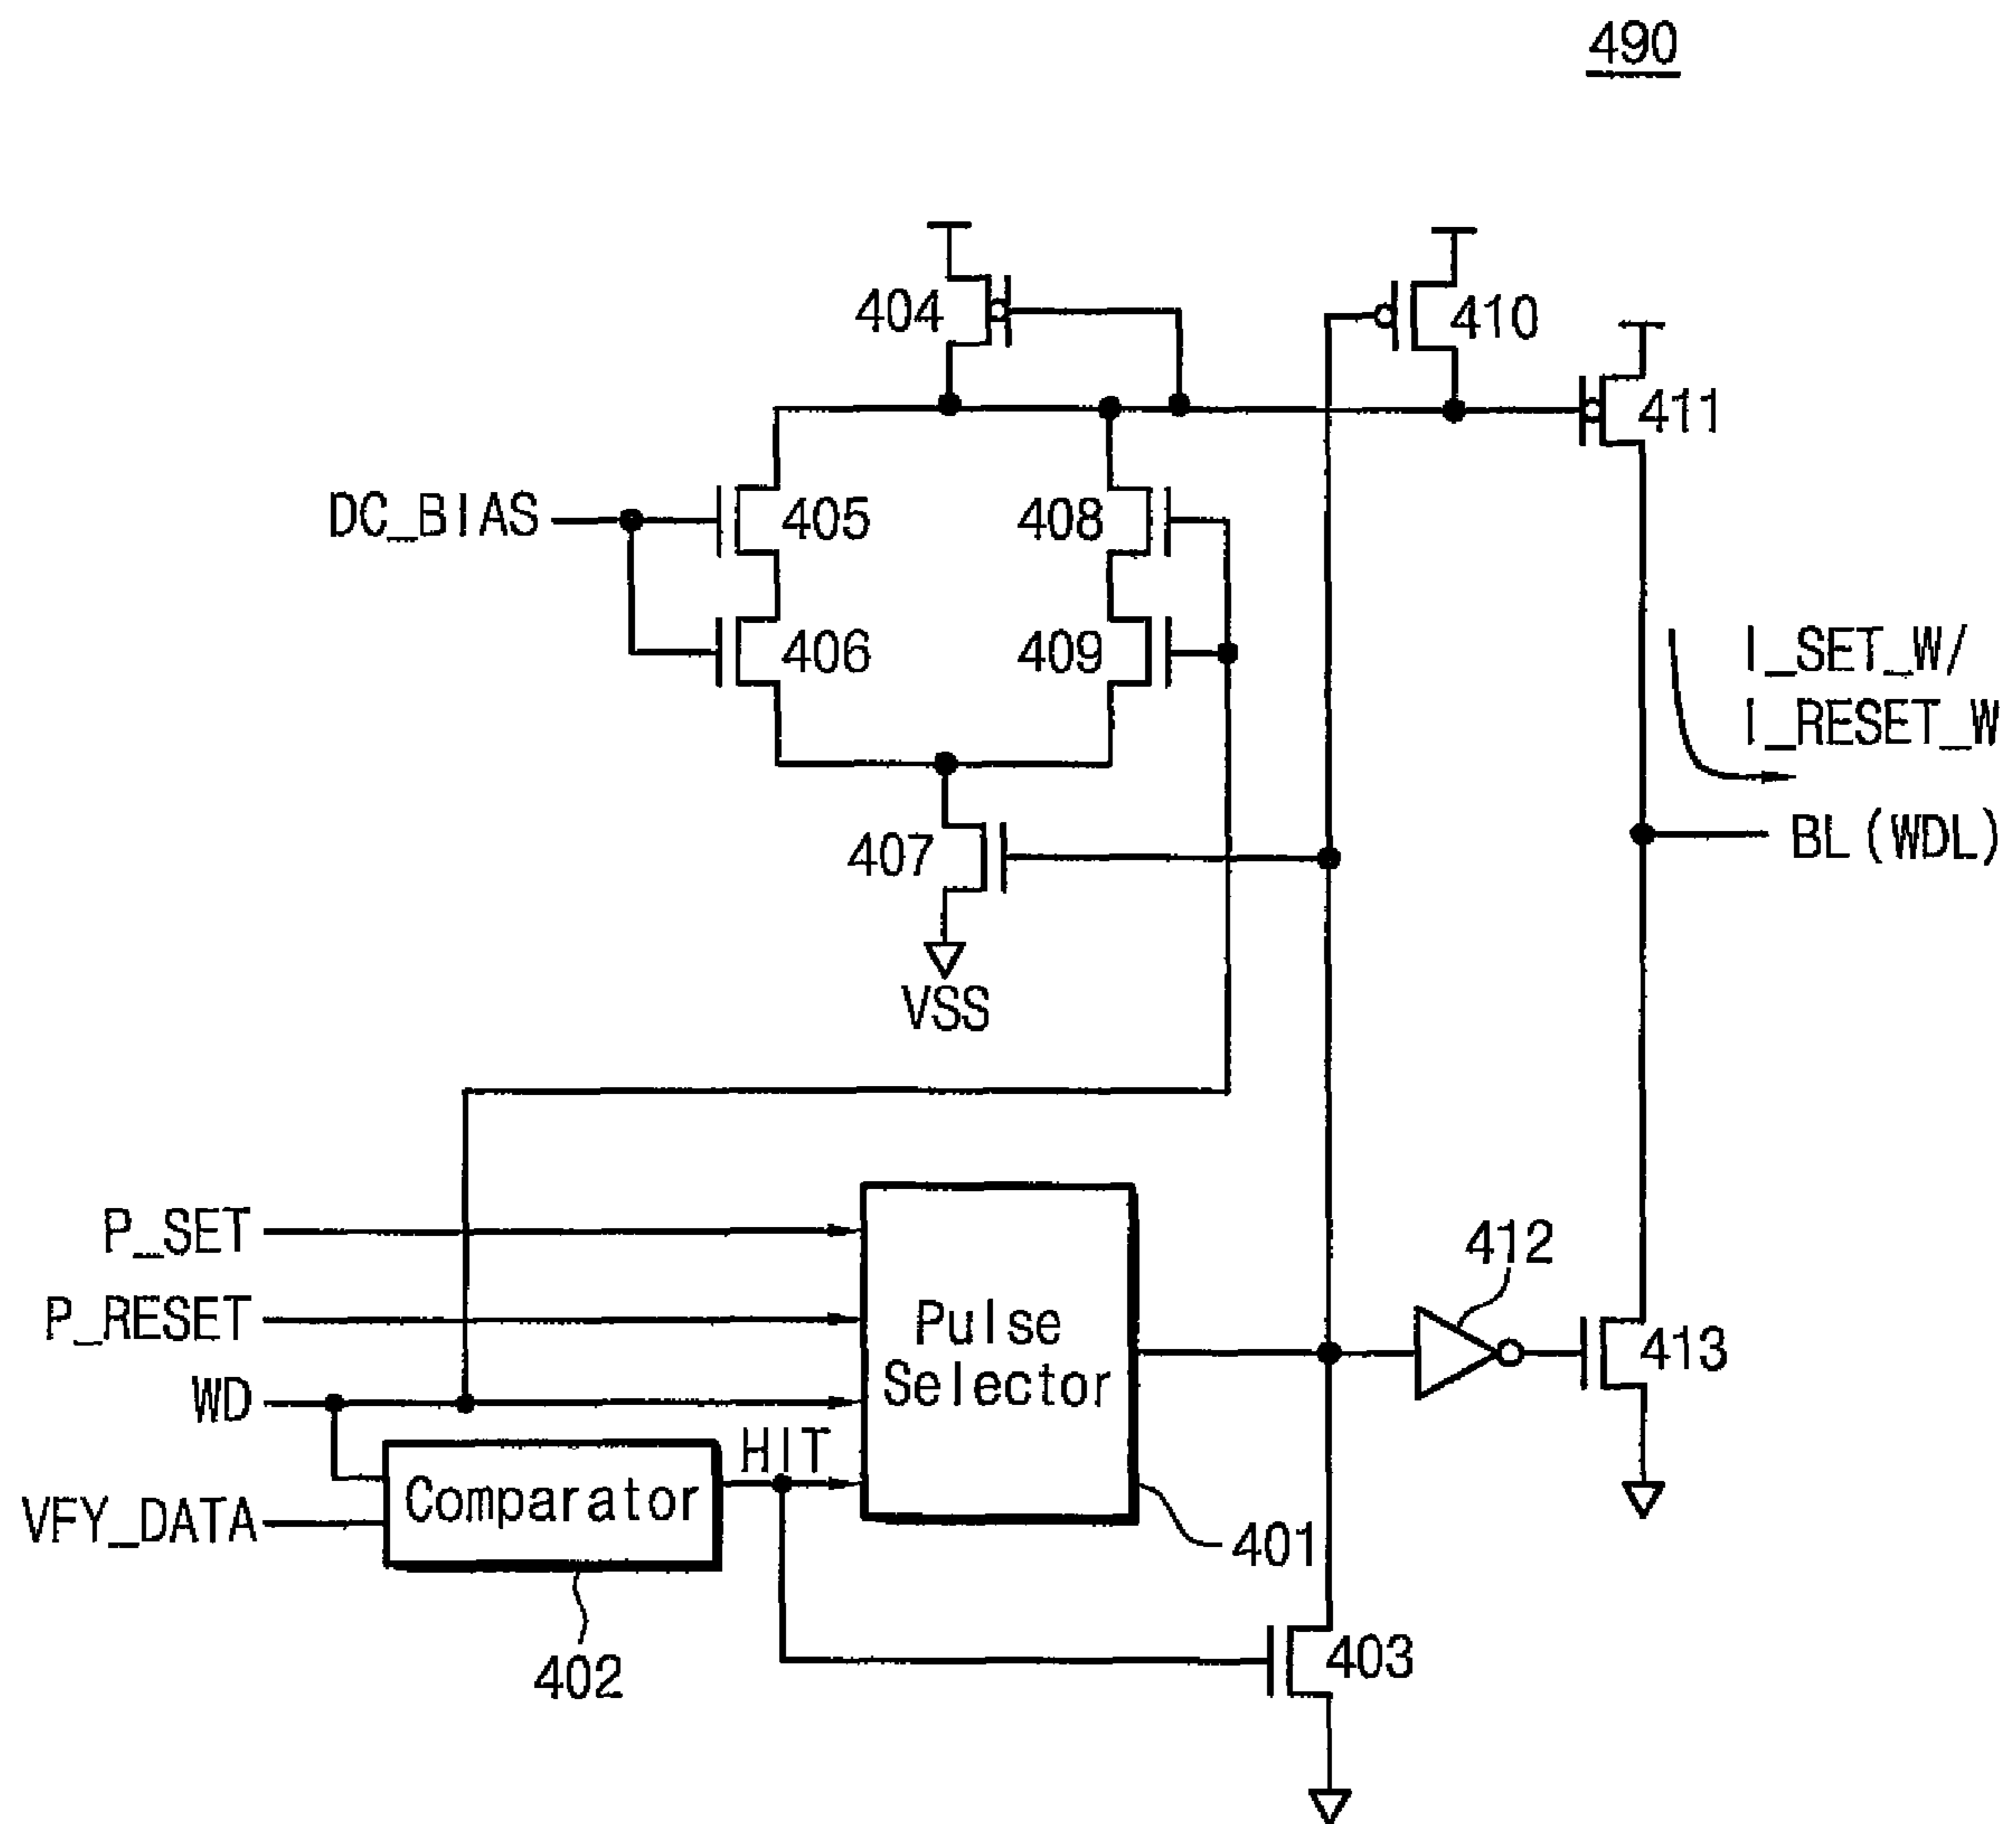 490
404
410
411
DC_BIAS
405
408
406
409
I_SET_W/
I_RESET_W
407
BL(WDL)
VSS
P_SET
P_RESET
WD
VFY_DATA
Comparator
HIT
Pulse
Selector
412
413
401
402
403